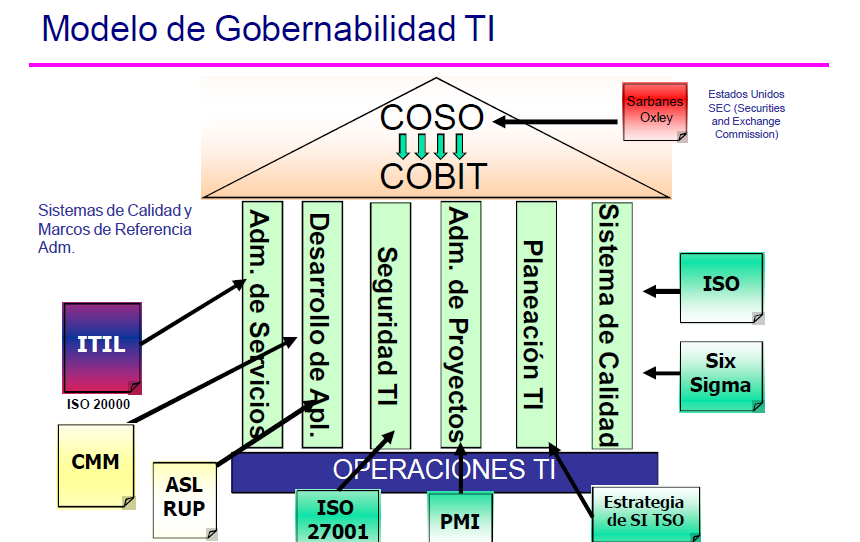 Modelo de Gobernabilidad TI
COSO
COBIT
Sarbanes
Oxley
Estados Unidos
SEC (Securities
and Exchange
Commission)
Sistemas de Calidad y
Marcos de Referencia
Adm.
Adm. de Servicios
Desarrollo de Apl.
Seguridad TI
Adm. de Proyectos
Planeación TI
Sistema de Calidad
ISO
Six
Sigma
ITIL
ISO 20000
CMM
ASL
RUP
OPERACIONES TI
ISO
27001
PMI
Estrategia
de SI TSO